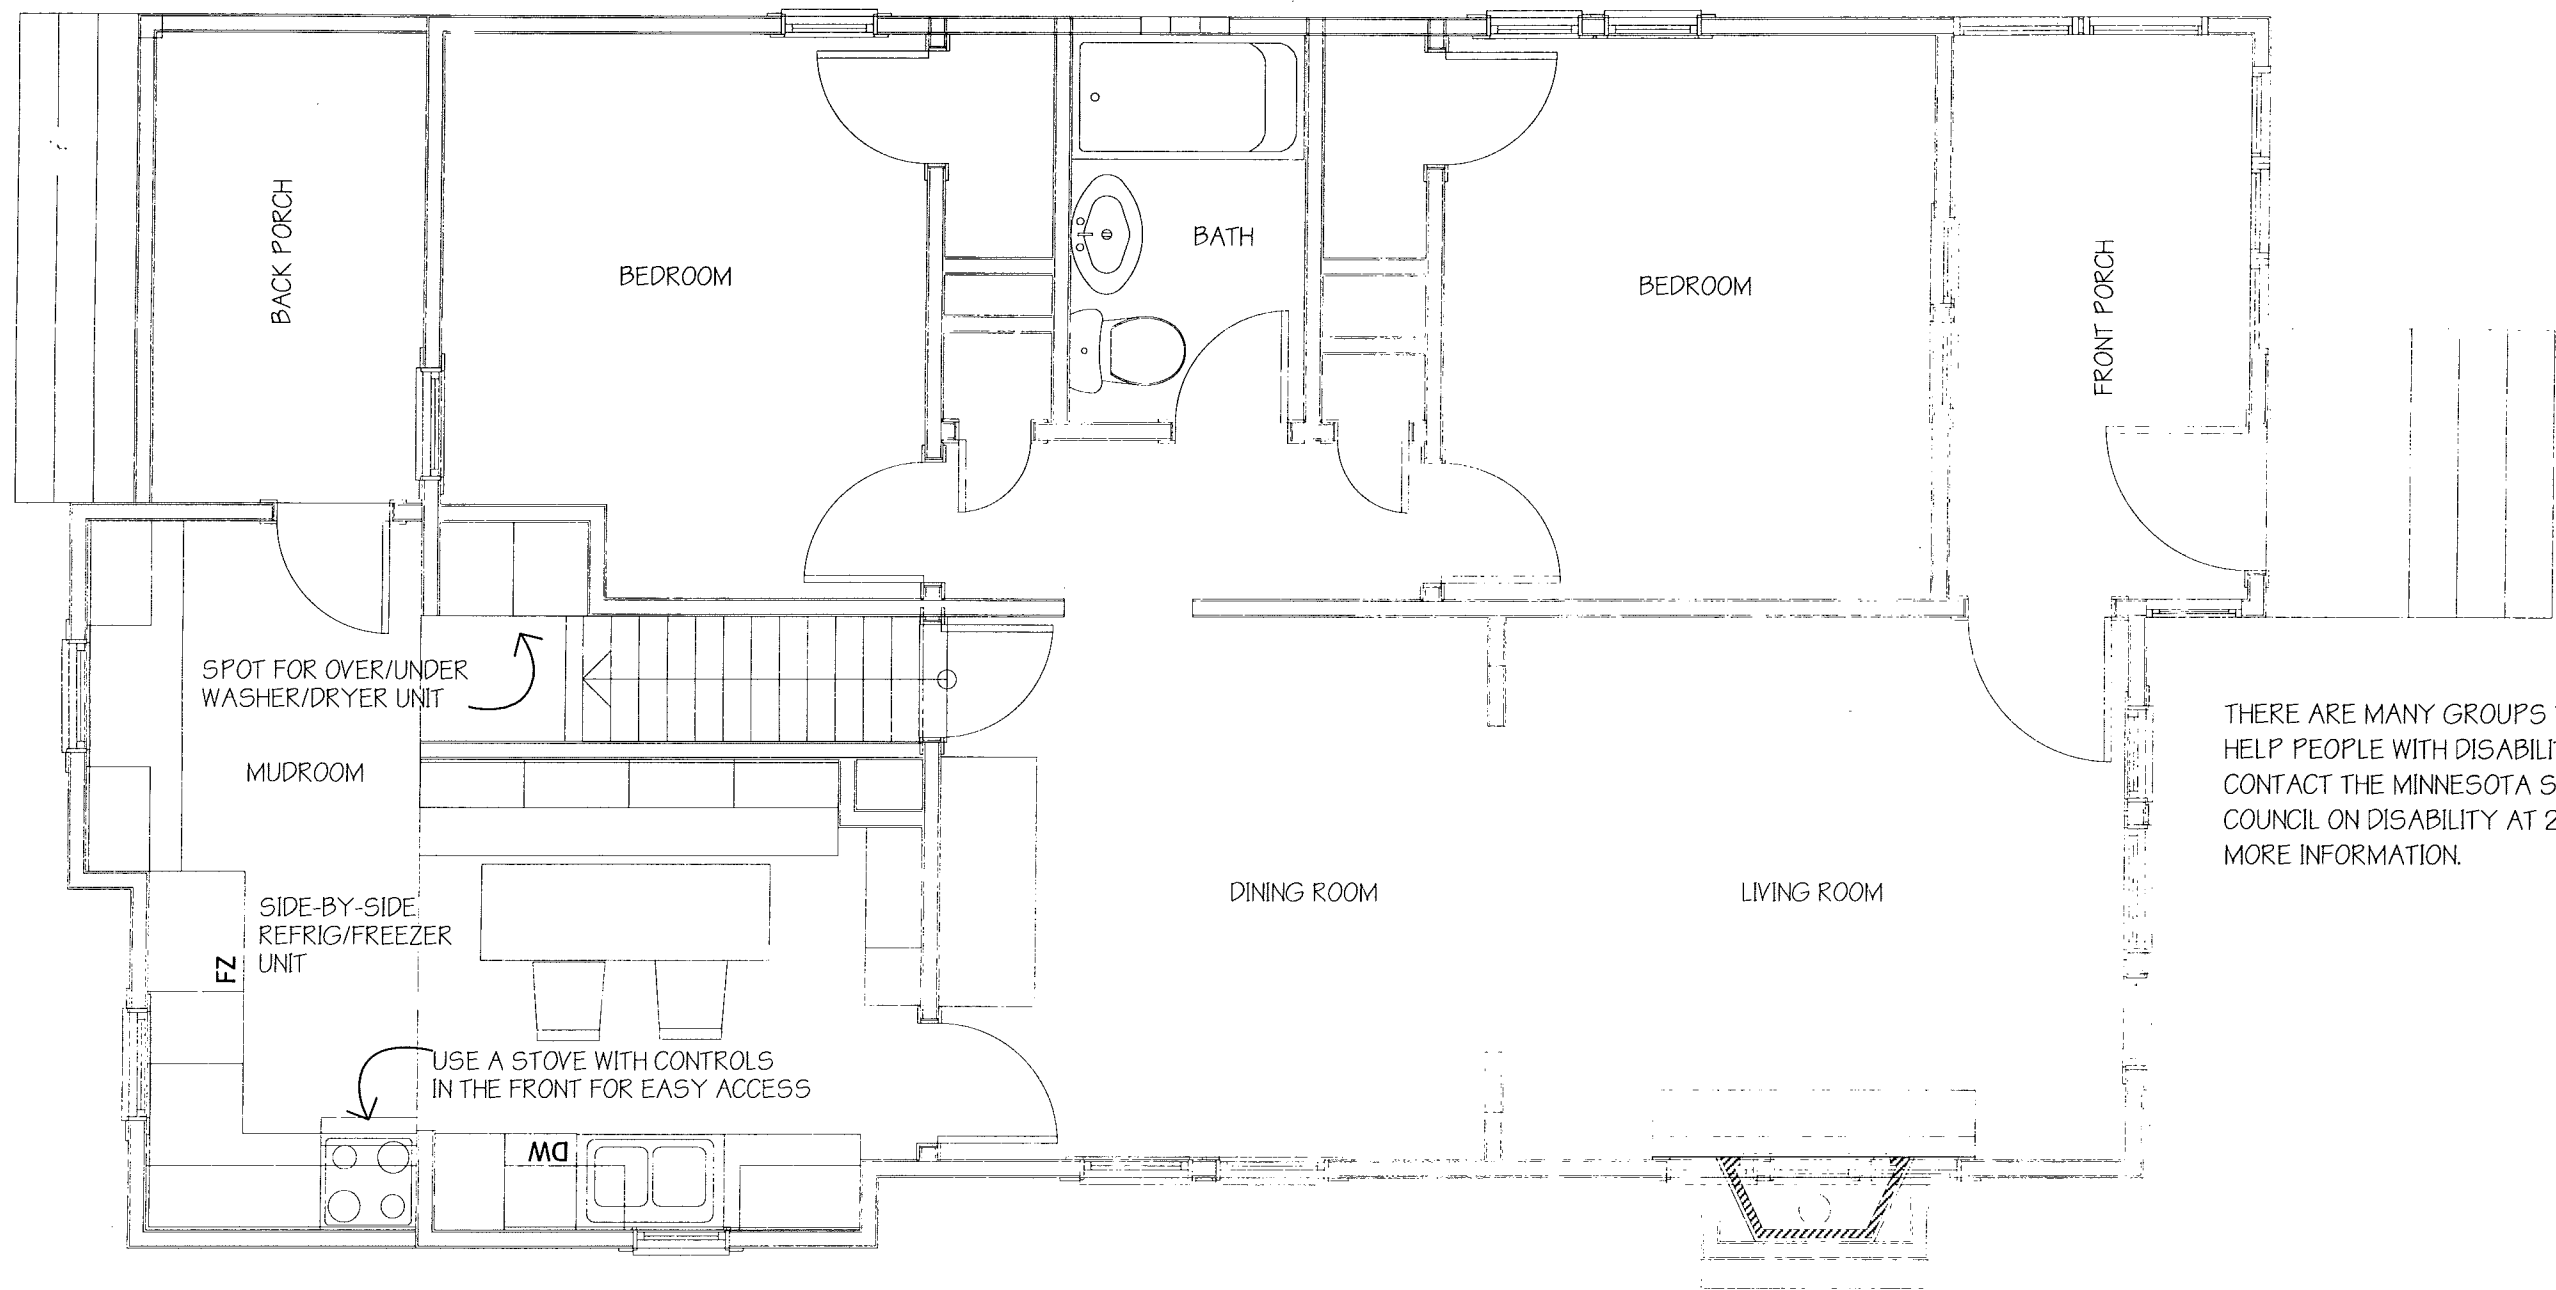 BACK PORCH
BEDROOM
BATH
BEDROOM
FRONT PORCH
SPOT FOR OVER/UNDER
WASHER/DRYER UNIT
MUDROOM
SIDE-BY-SIDE
REFRIG/FREEZER
UNIT
FZ
USE A STOVE WITH CONTROLS
IN THE FRONT FOR EASY ACCESS
DW
DINING ROOM
LIVING ROOM
THERE ARE MANY GROUPS
HELP PEOPLE WITH
CONTACT THE MINNESOTA
COUNCIL ON DISABILITY AT
MORE INFORMATION.